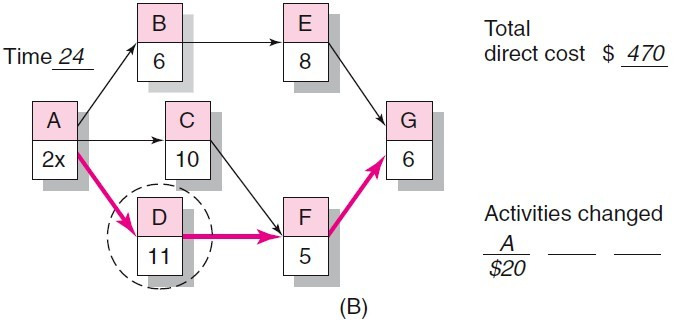 B
E
Total
Time 24
6
8
direct cost $ 470
A
C
G
2x
10
6
D
F
Activities changed
A
11
5
$20
(B)